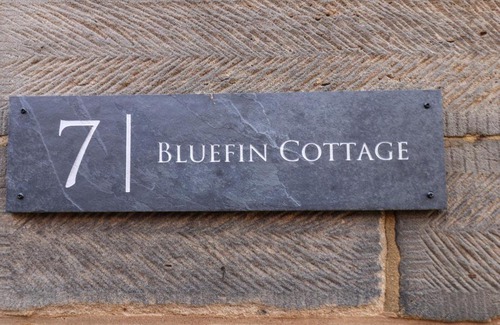 7 | Bluefin Cottage